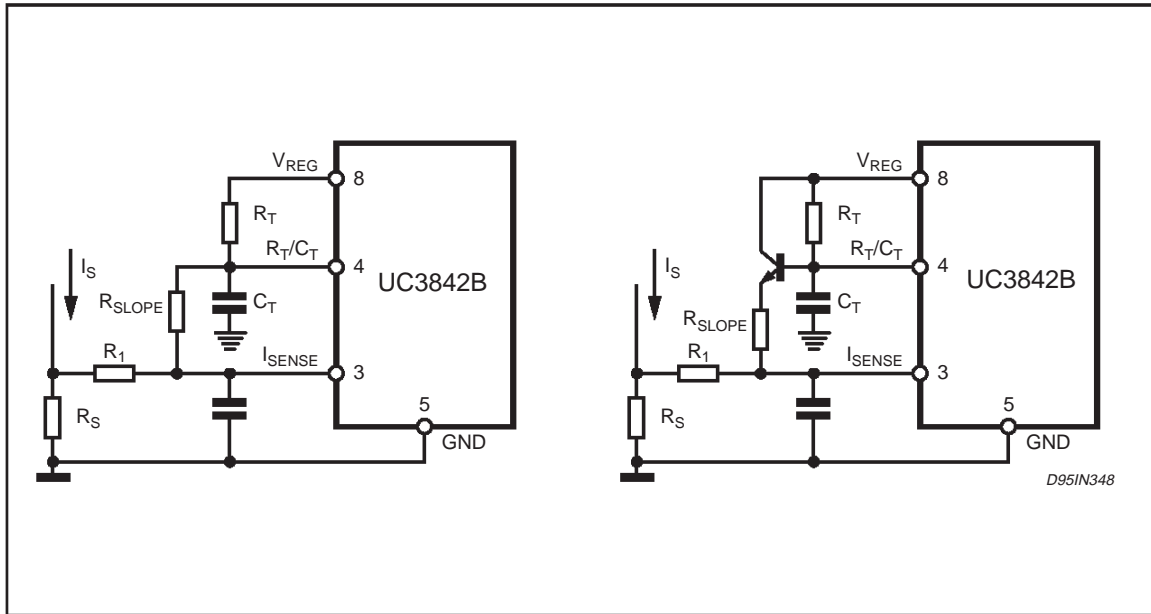 V_REG
8
R_T
R_T/C_T
I_S
4
UC3842B
R_SLOPE
C_T
R_1
I_SENSE
3
R_S
5
GND
V_REG
8
R_T
R_T/C_T
I_S
4
UC3842B
R_SLOPE
C_T
R_1
I_SENSE
3
R_S
5
GND
D95IN348